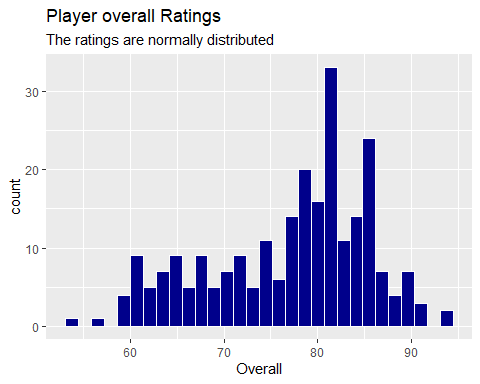 Player overall Ratings
The ratings are normally distributed
30
20
10
0
count
60 70 80 90
Overall